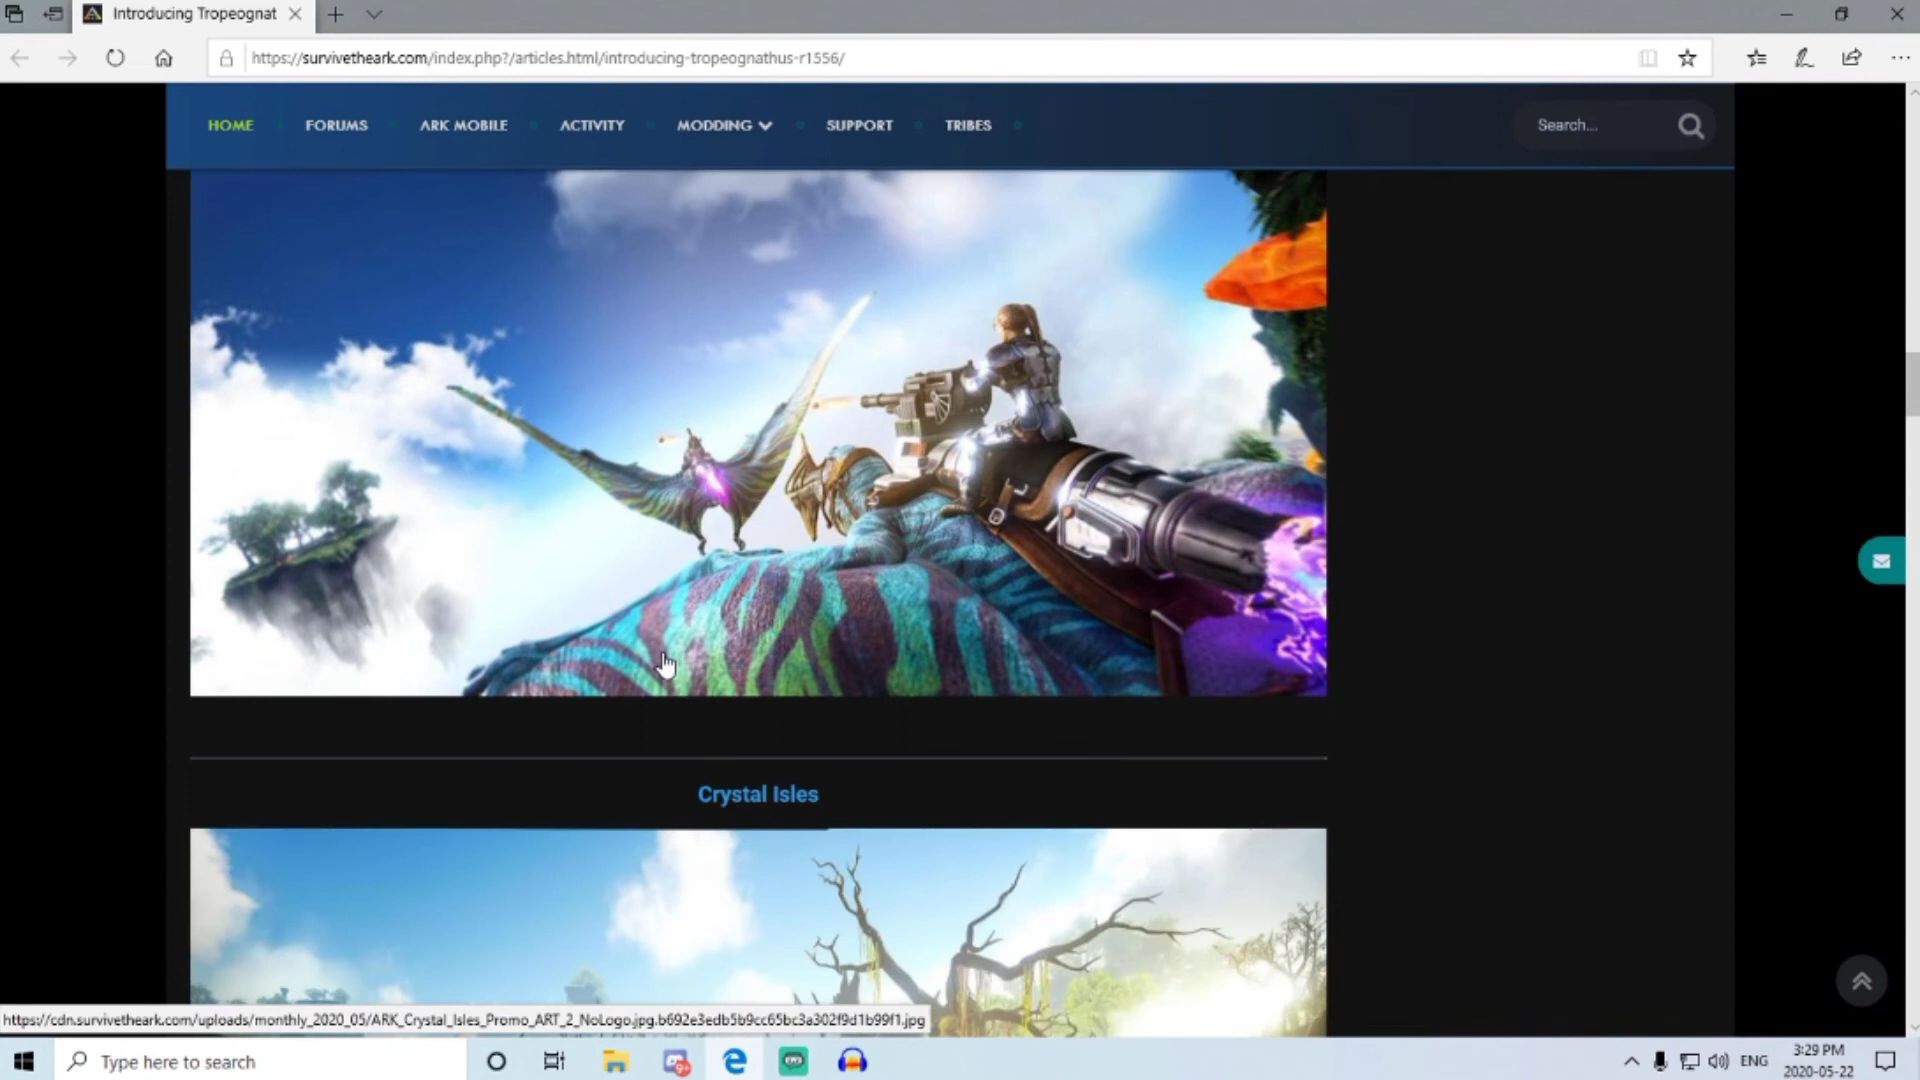 Introducing Tropeognat
https://survivetheark.com/index.php?/articles.html/introducing-tropeognathus-r1556/
HOME FORUMS ARK MOBILE ACTIVITY MODDING SUPPORT TRIBES Search...
Crystal Isles
https://cdn.survivetheark.com/uploads/monthly_2020_05/ARK_Crystal_Isles_Promo_ART_2_NoLogo.jpg.b692e3edb5b9cc65bc3a302f9d1b99f1.jpg
Type here to search
9+
ENG
3:29 PM
2020-05-22